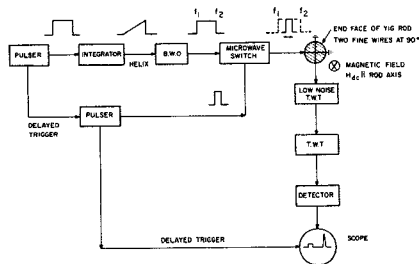 f₁ f₂
f₁ f₂
END FACE OF YIG ROD
TWO FINE WIRES AT 90°
PULSER
INTEGRATOR
HELIX
B.W.O
MICROWAVE
SWITCH
MAGNETIC FIELD
Hdc ∥ ROD AXIS
PULSER
DELAYED
TRIGGER
LOW NOISE
T.W.T
T.W.T
DETECTOR
DELAYED TRIGGER
SCOPE